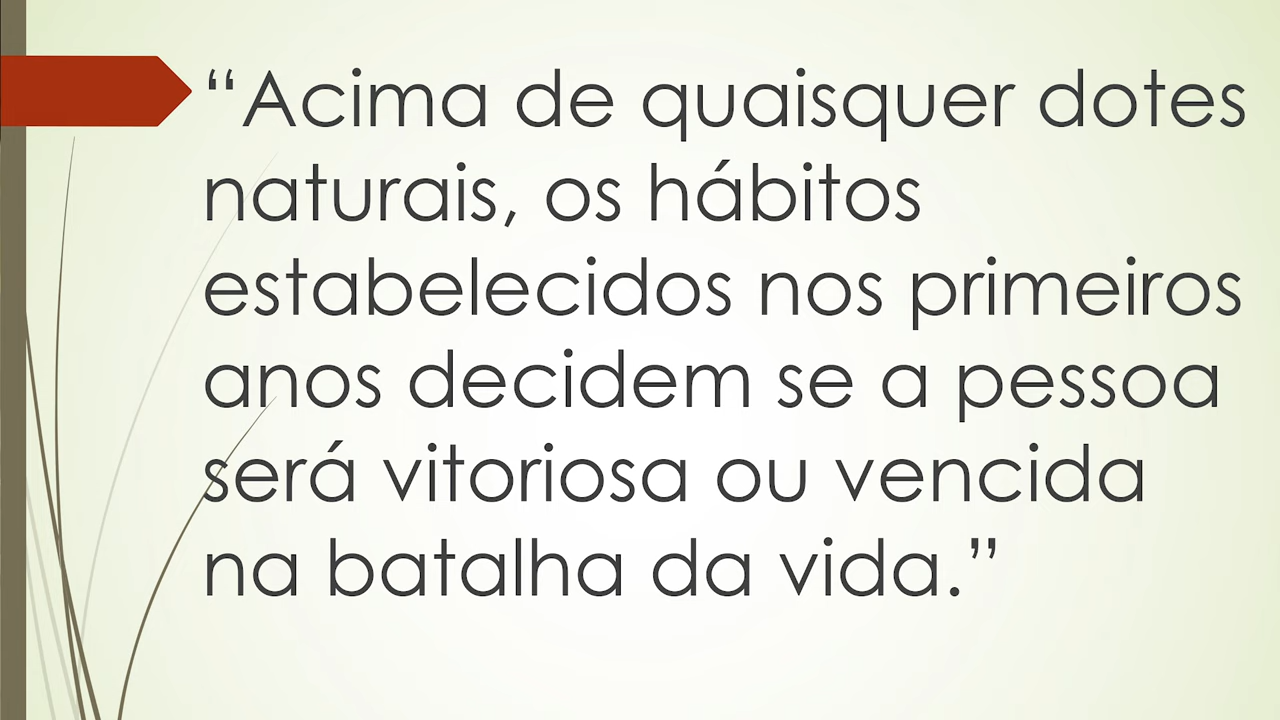 “Acima de quaisquer dotes
naturais, os hábitos
estabelecidos nos primeiros
anos decidem se a pessoa
será vitoriosa ou vencida
na batalha da vida.”